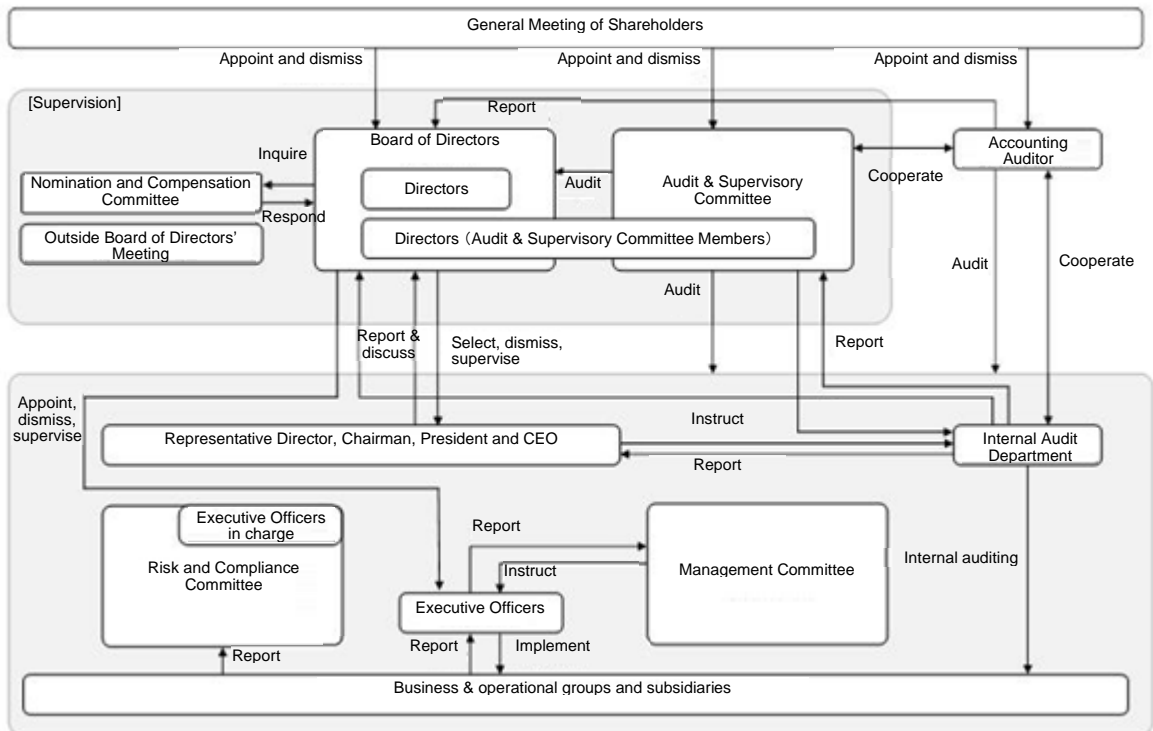 General Meeting of Shareholders
Appoint and dismiss
Appoint and dismiss
Appoint and dismiss
[Supervision]
Report
Board of Directors
Accounting
Auditor
Inquire
Nomination and Compensation
Committee
Directors
Audit
Audit & Supervisory
Committee
Cooperate
Respond
Outside Board of Directors'
Meeting
Directors (Audit & Supervisory Committee Members)
Audit
Audit
Cooperate
Report &
discuss
Select, dismiss,
supervise
Report
Appoint,
dismiss,
supervise
Instruct
Representative Director, Chairman, President and CEO
Internal Audit
Department
Report
Executive Officers
in charge
Report
Risk and Compliance
Committee
Instruct
Management Committee
Internal auditing
Executive Officers
Report
Report
Implement
Business & operational groups and subsidiaries